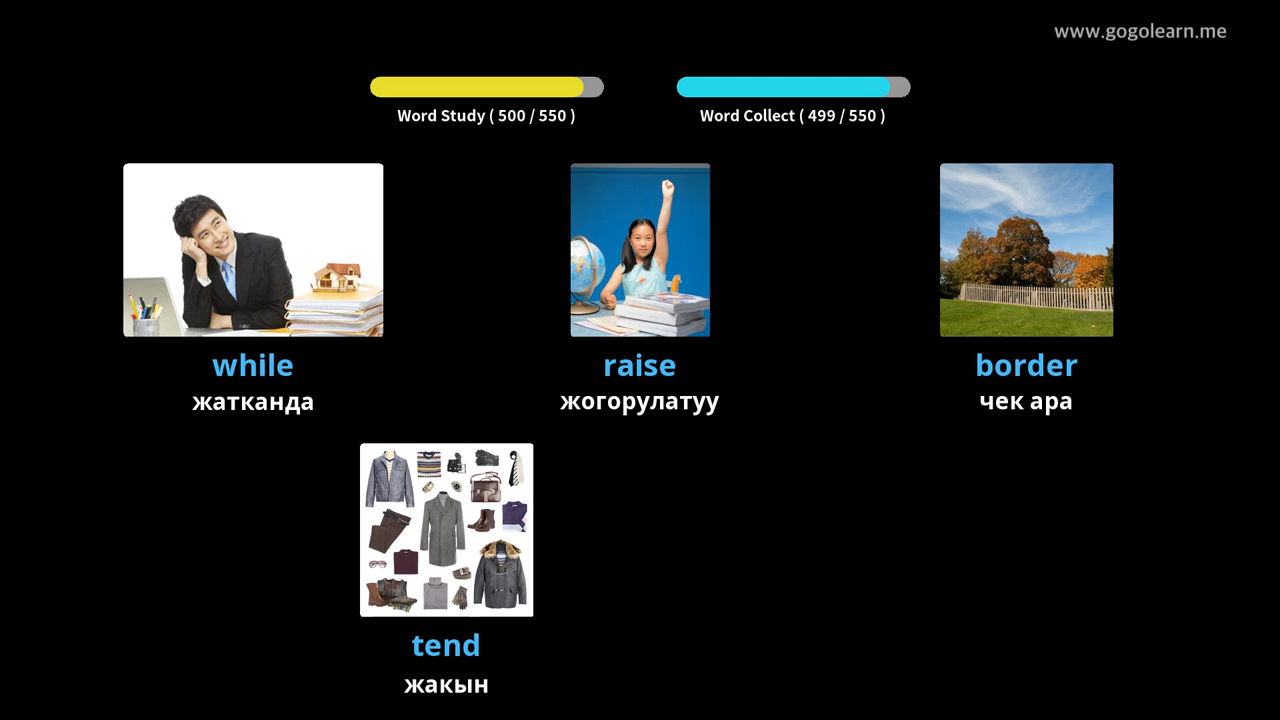 www.gogolearn.me
Word Study ( 500 / 550 )
Word Collect ( 499 / 550 )
while
жатканда
raise
жогорулатуу
border
чек ара
tend
жакын